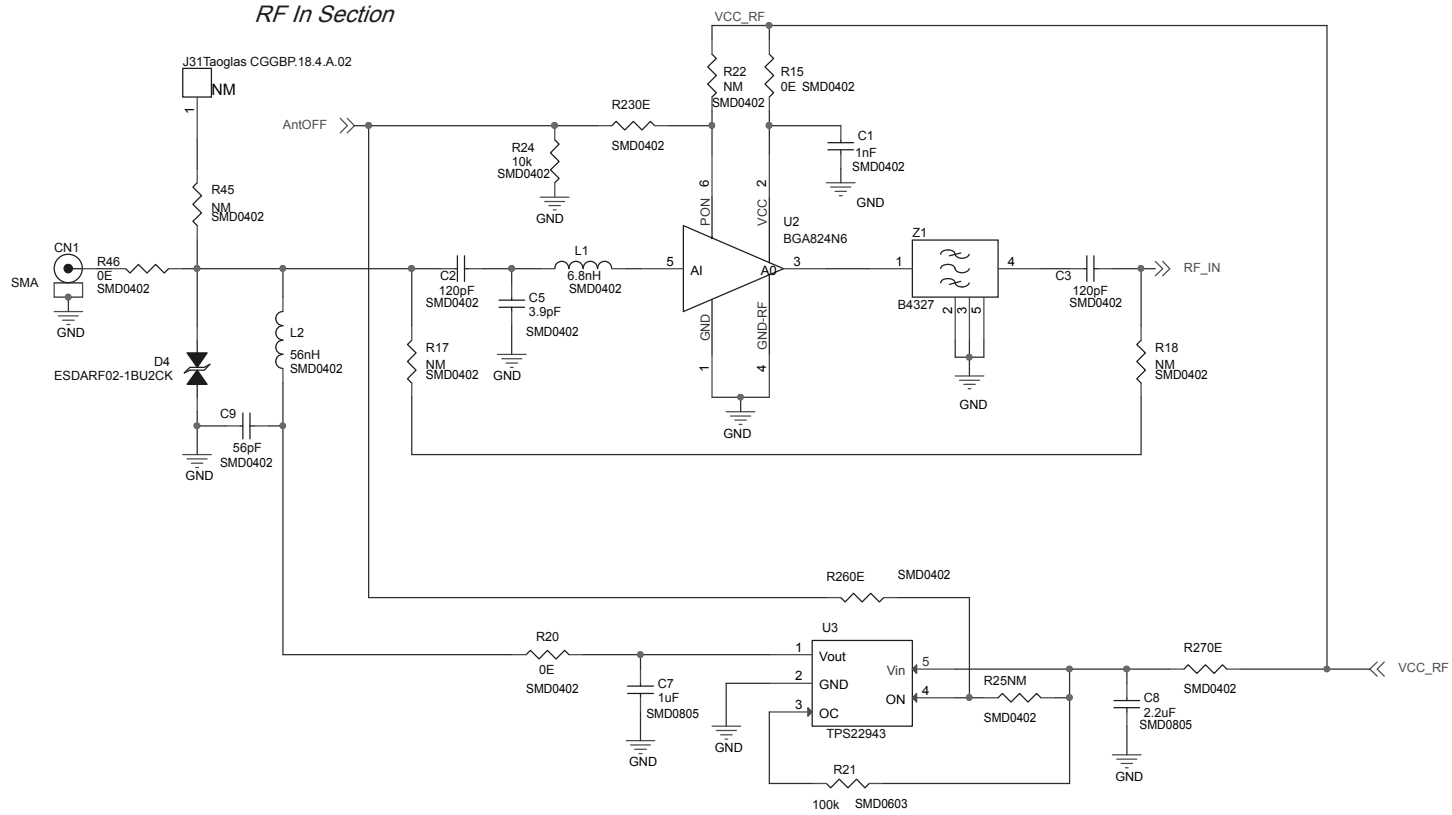 RF In Section
VCC_RF
J31Taoglas CGGBP.18.4.A.02
NM
1
R22
NM
SMD0402
R15
0E SMD0402
AntOFF
R230E
SMD0402
C1
1nF
SMD0402
GND
R24
10k
SMD0402
GND
R45
NM
SMD0402
6
PON
2
VCC
U2
BGA824N6
CN1
SMA
GND
R46
0E
SMD0402
C2
120pF
SMD0402
L1
6.8nH
SMD0402
5
AI
A0
3
Z1
1
4
B4327
2
3
5
GND
C3
120pF
SMD0402
RF_IN
C5
3.9pF
SMD0402
GND
GND
1
GND-RF
4
GND
L2
56nH
SMD0402
D4
ESDARF02-1BU2CK
R17
NM
SMD0402
R18
NM
SMD0402
C9
56pF
SMD0402
GND
R260E
SMD0402
U3
R20
0E
SMD0402
1
Vout
2
GND
3
OC
Vin
5
ON
4
TPS22943
C7
1uF
SMD0805
GND
GND
R25NM
SMD0402
R270E
SMD0402
VCC_RF
C8
2.2uF
SMD0805
GND
R21
100k
SMD0603